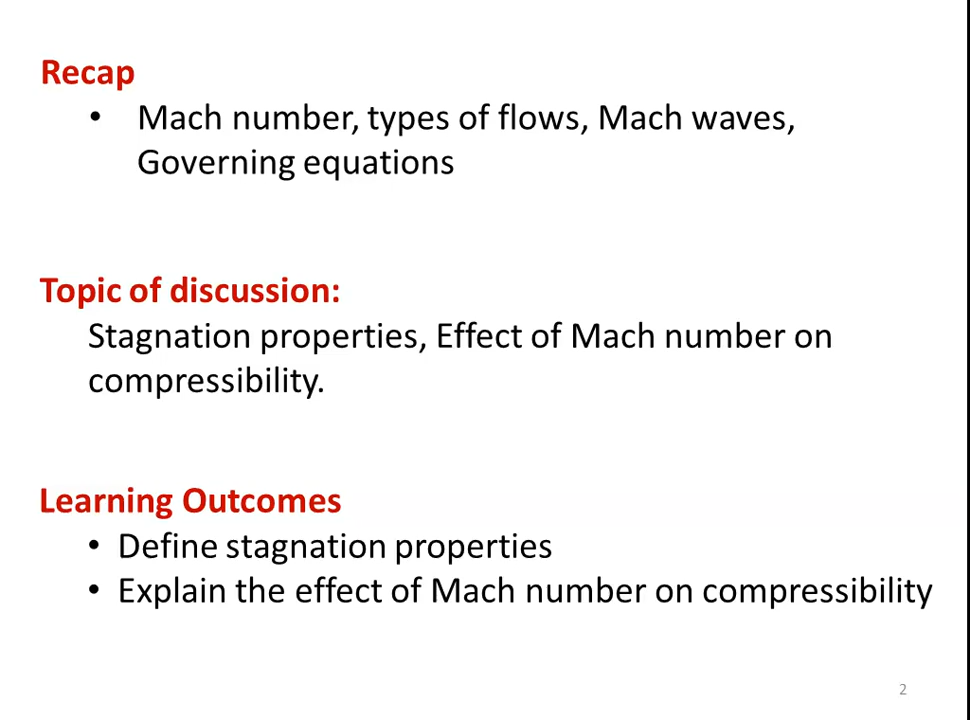 Recap
• Mach number, types of flows, Mach waves,
Governing equations
Topic of discussion:
Stagnation properties, Effect of Mach number on
compressibility.
Learning Outcomes
• Define stagnation properties
• Explain the effect of Mach number on compressibility
2